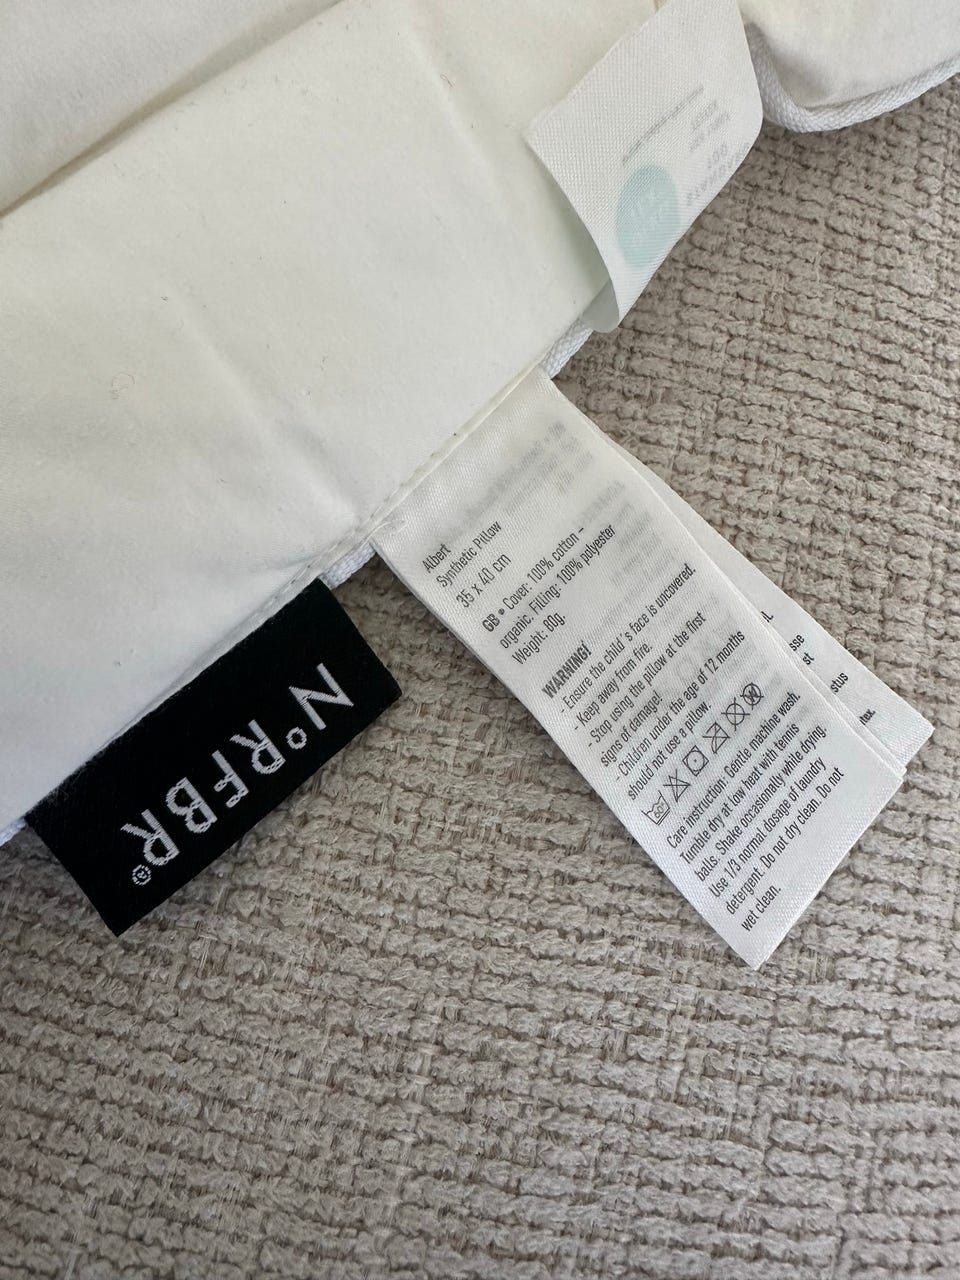 Albert
Synthetic Pillow
35 x 40 cm
GB • Cover: 100% cotton –
organic. Filling: 100% polyester
Weight: 80g.
WARNING!
- Ensure the child´s face is uncovered.
- Keep away from fire.
- Stop using the pillow at the first
signs of damage!
- Children under the age of 12 months
should not use a pillow.
60
Care instruction: Gentle machine wash.
Tumble dry at low heat with tennis
balls. Shake occasionally while drying.
Use 1/3 normal dosage of laundry
detergent. Do not dry clean. Do not
wet clean.
N°RFBR®